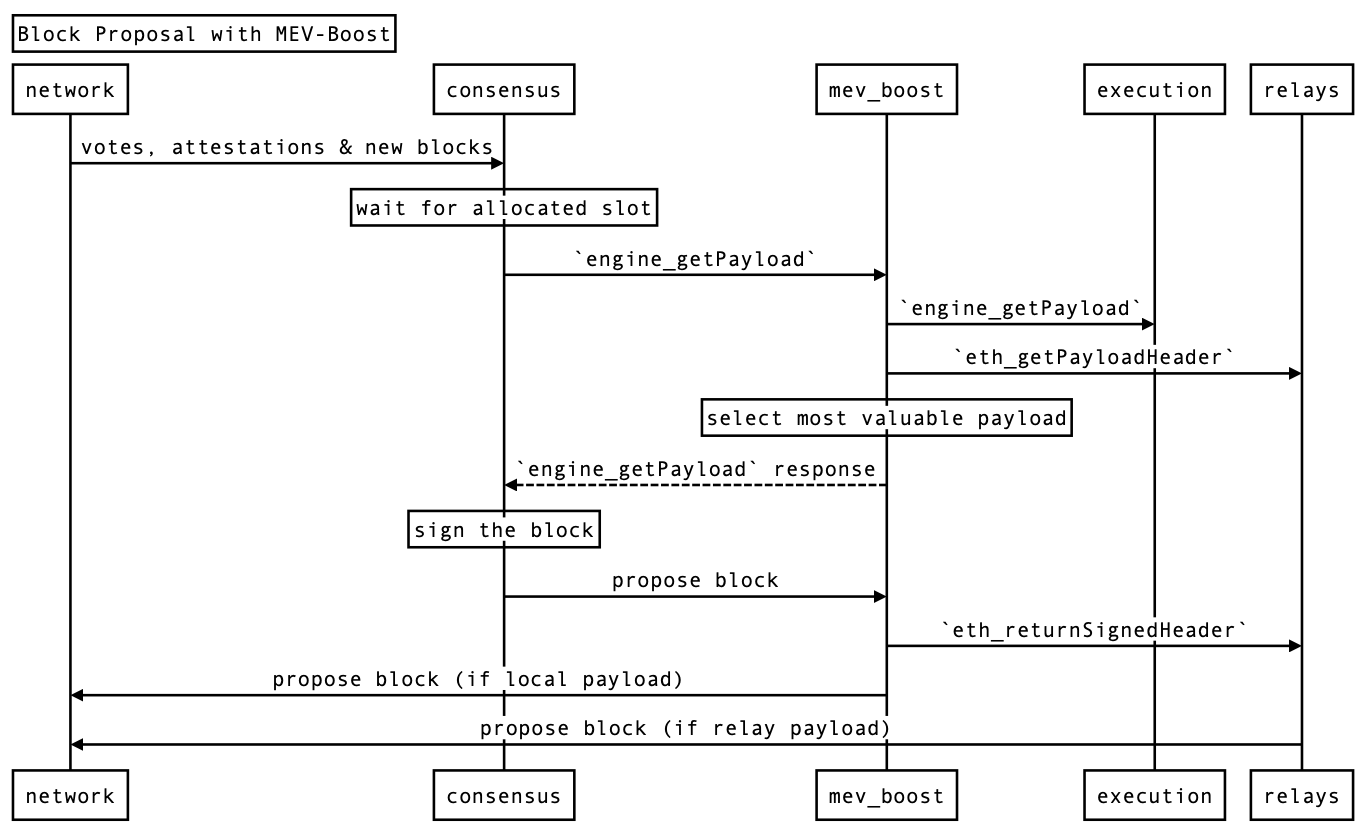 Block Proposal with MEV-Boost
network
consensus
mev_boost
execution
relays
votes, attestations & new blocks
wait for allocated slot
`engine_getPayload`
`engine_getPayload`
`eth_getPayloadHeader`
select most valuable payload
`engine_getPayload` response
sign the block
propose block
`eth_returnSignedHeader`
propose block (if local payload)
propose block (if relay payload)
network
consensus
mev_boost
execution
relays